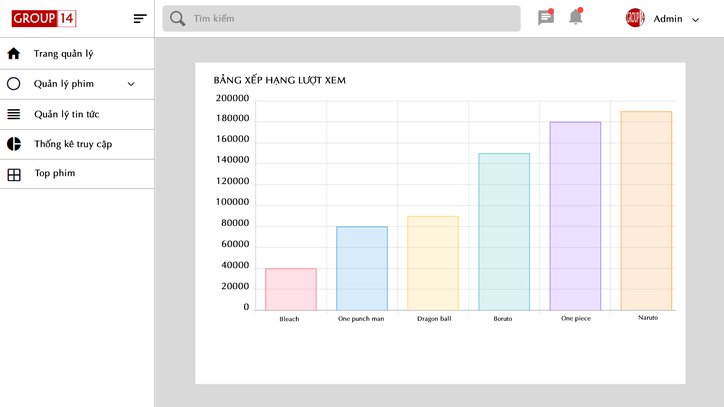 GROUP 14
Tìm kiếm
GROUP 14
Admin
Trang quản lý
Quản lý phim
Quản lý tin tức
Thống kê truy cập
Top phim
BẢNG XẾP HẠNG LƯỢT XEM
200000
180000
160000
140000
120000
100000
80000
60000
40000
20000
0
Bleach
One punch man
Dragon ball
Boruto
One piece
Naruto